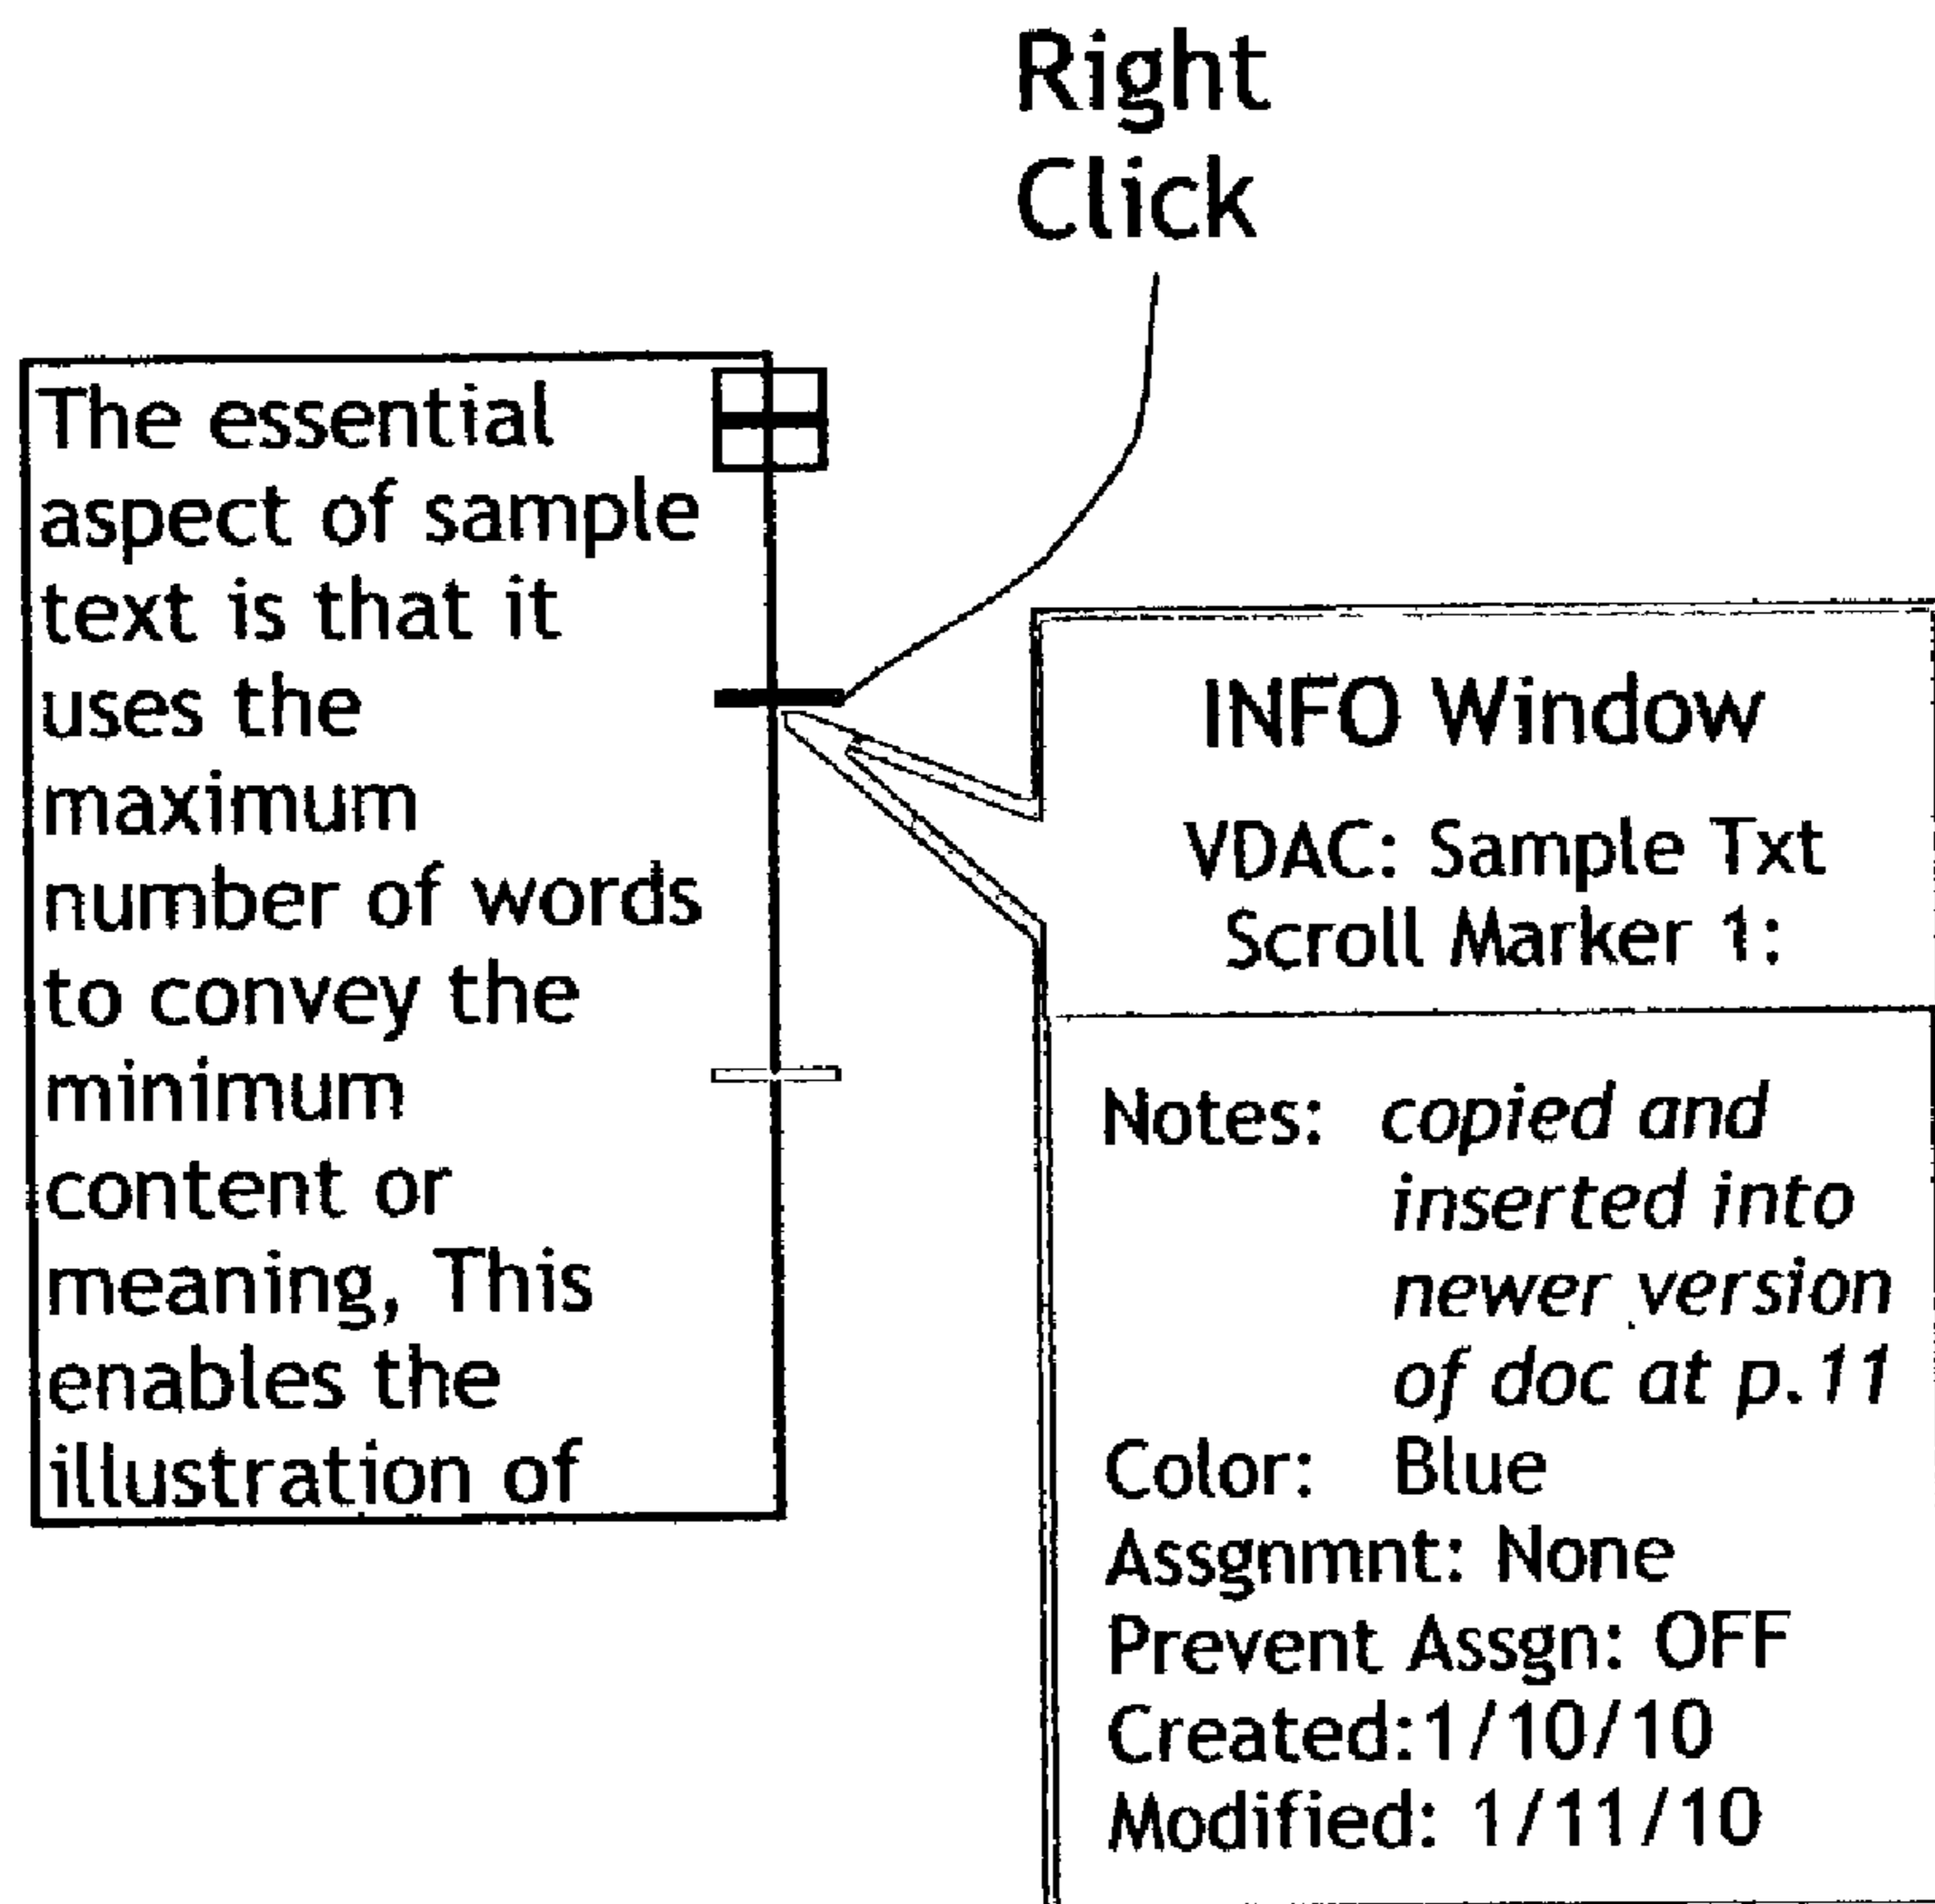 Right
Click
The essential
aspect of sample
text is that it
uses the
maximum
number of words
to convey the
minimum
content or
meaning, This
enables the
illustration of
INFO Window
VDAC: Sample Txt
Scroll Marker 1:
Notes: copied and
inserted into
newer version
of doc at p.11
Color: Blue
Assgnmnt: None
Prevent Assgn: OFF
Created:1/10/10
Modified: 1/11/10